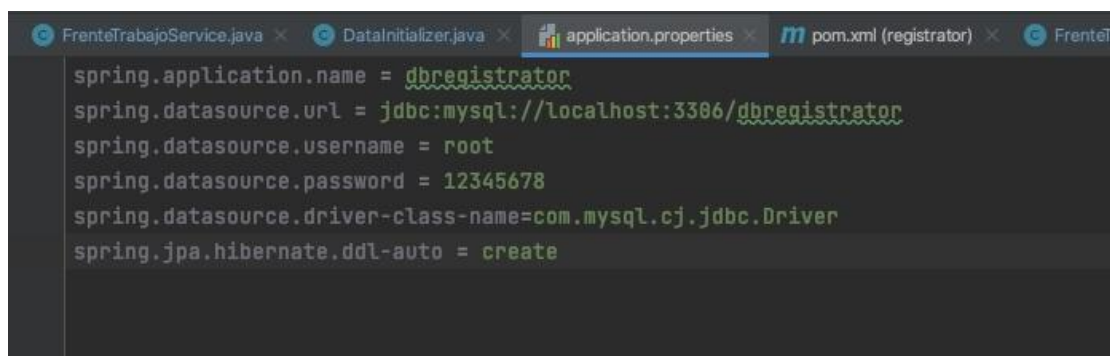 FrenteTrabajoService.java DataInitializer.java application.properties pom.xml (registrator)
spring.application.name = dbregistrator
spring.datasource.url = jdbc:mysql://localhost:3306/dbregistrator
spring.datasource.username = root
spring.datasource.password = 12345678
spring.datasource.driver-class-name=com.mysql.cj.jdbc.Driver
spring.jpa.hibernate.ddl-auto = create